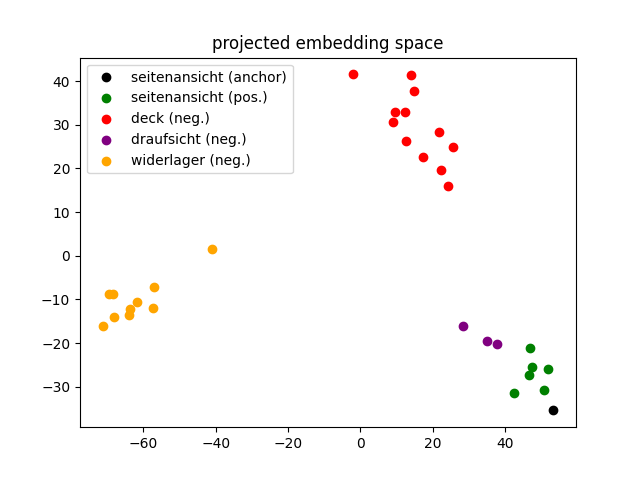 projected embedding space
seitenansicht (anchor)
seitenansicht (pos.)
deck (neg.)
draufsicht (neg.)
widerlager (neg.)
40
30
20
10
0
−10
−20
−30
−60 −40 −20 0 20 40